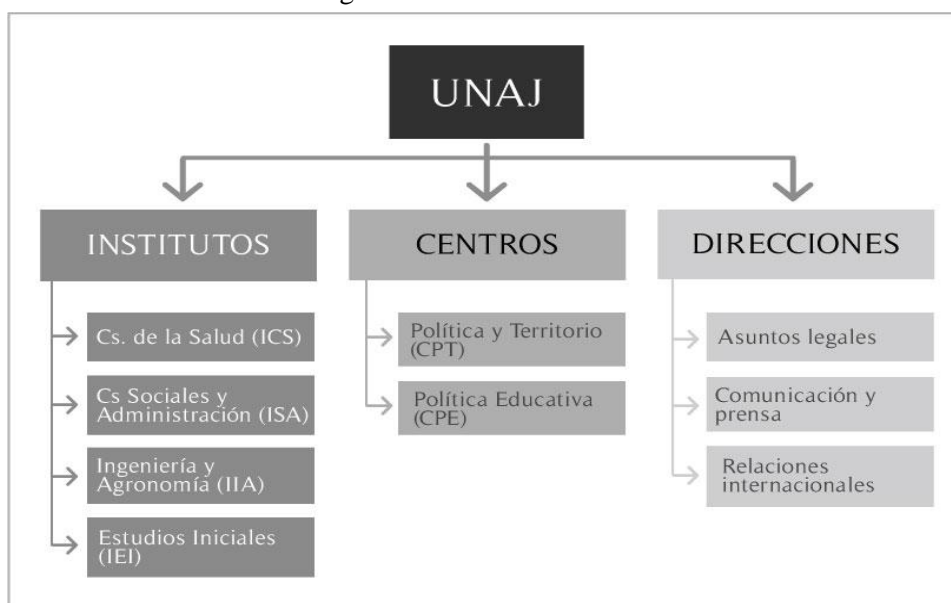 UNAJ
INSTITUTOS
Cs. de la Salud (ICS)
Cs Sociales y
Administración (ISA)
Ingeniería y
Agronomía (IIA)
Estudios Iniciales
(IEI)
CENTROS
Política y Territorio
(CPT)
Política Educativa
(CPE)
DIRECCIONES
Asuntos legales
Comunicación y
prensa
Relaciones
internacionales